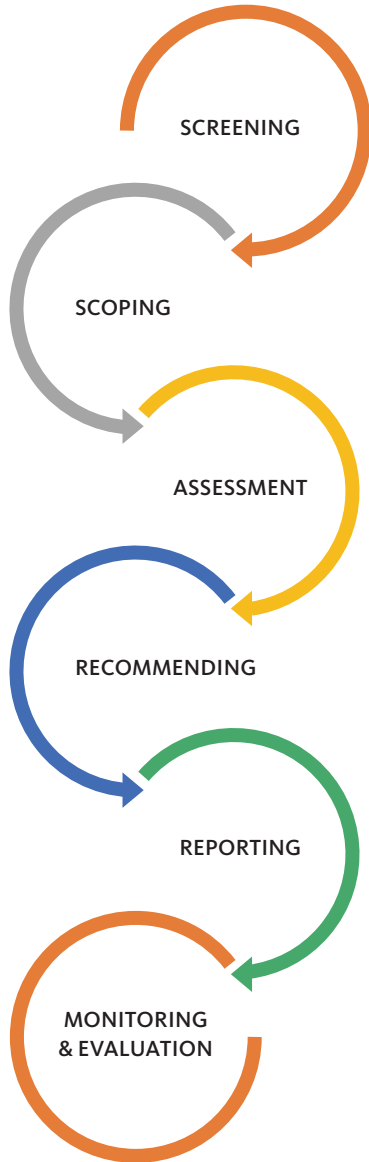 SCREENING
SCOPING
ASSESSMENT
RECOMMENDING
REPORTING
MONITORING
& EVALUATION